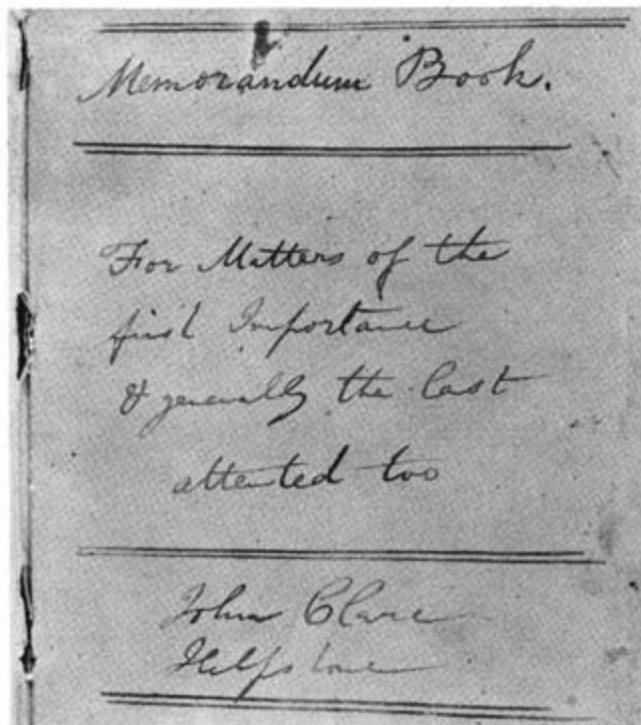 Memorandum Book.
For Matters of the
first Importance
& generally the last
attented too
John Clare
Helpstone